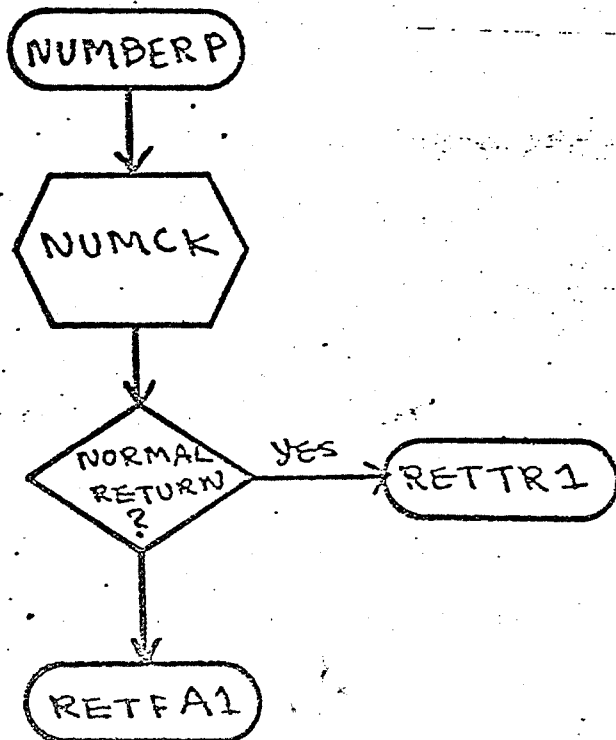 NUMBERP
NUMCK
NORMAL
RETURN
?
YES
RETTR1
RETFA1